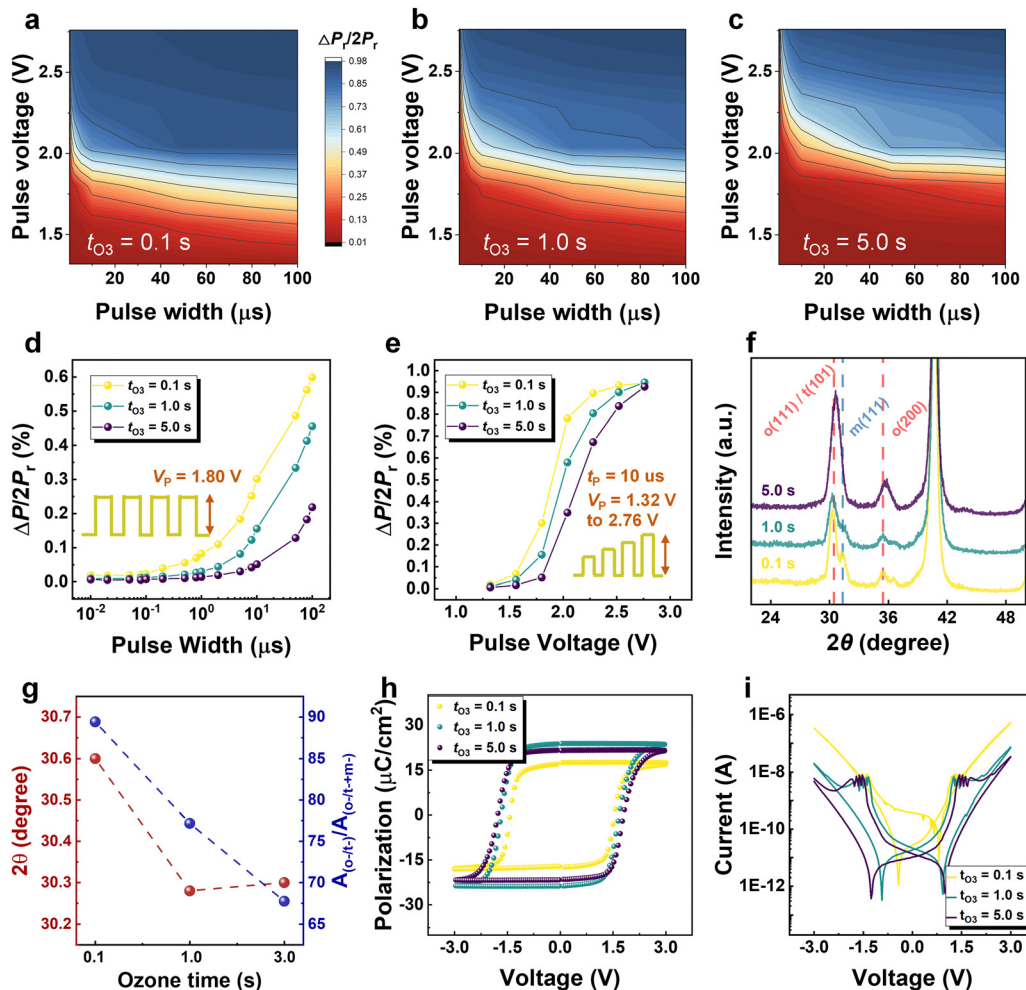 a
ΔPr/2Pr
0.98
0.88
0.73
0.57
0.43
0.28
0.13
0.01
Pulse voltage (V)
2.5
2.0
1.5
tO3 = 0.1 s
20 40 60 80 100
Pulse width (μs)
b
Pulse voltage (V)
2.5
2.0
1.5
tO3 = 1.0 s
20 40 60 80 100
Pulse width (μs)
c
Pulse voltage (V)
2.5
2.0
1.5
tO3 = 5.0 s
20 40 60 80 100
Pulse width (μs)
d
ΔP/2Pr (%)
0.6
0.5
0.4
0.3
0.2
0.1
0.0
tO3 = 0.1 s
tO3 = 1.0 s
tO3 = 5.0 s
VP = 1.80 V
10-2 10-1 100 101 102
Pulse Width (μs)
e
ΔP/2Pr (%)
1.0
0.9
0.8
0.7
0.6
0.5
0.4
0.3
0.2
0.1
0.0
tO3 = 0.1 s
tO3 = 1.0 s
tO3 = 5.0 s
tP = 10 us
VP = 1.32 V
to 2.76 V
1.0 1.5 2.0 2.5 3.0
Pulse Voltage (V)
f
Intensity (a.u.)
o(111) / t(101)
m(111)
o(200)
5.0 s
1.0 s
0.1 s
24 30 36 42 48
2θ (degree)
g
2θ (degree)
30.7
30.6
30.5
30.4
30.3
30.2
90
85
80
75
70
65
A(o-/t-)/A(o-/t+m-)
0.1 1.0 3.0
Ozone time (s)
h
Polarization (μC/cm2)
30
15
0
-15
-30
tO3 = 0.1 s
tO3 = 1.0 s
tO3 = 5.0 s
-3.0 -1.5 0.0 1.5 3.0
Voltage (V)
i
Current (A)
1E-6
1E-8
1E-10
1E-12
tO3 = 0.1 s
tO3 = 1.0 s
tO3 = 5.0 s
-3.0 -1.5 0.0 1.5 3.0
Voltage (V)